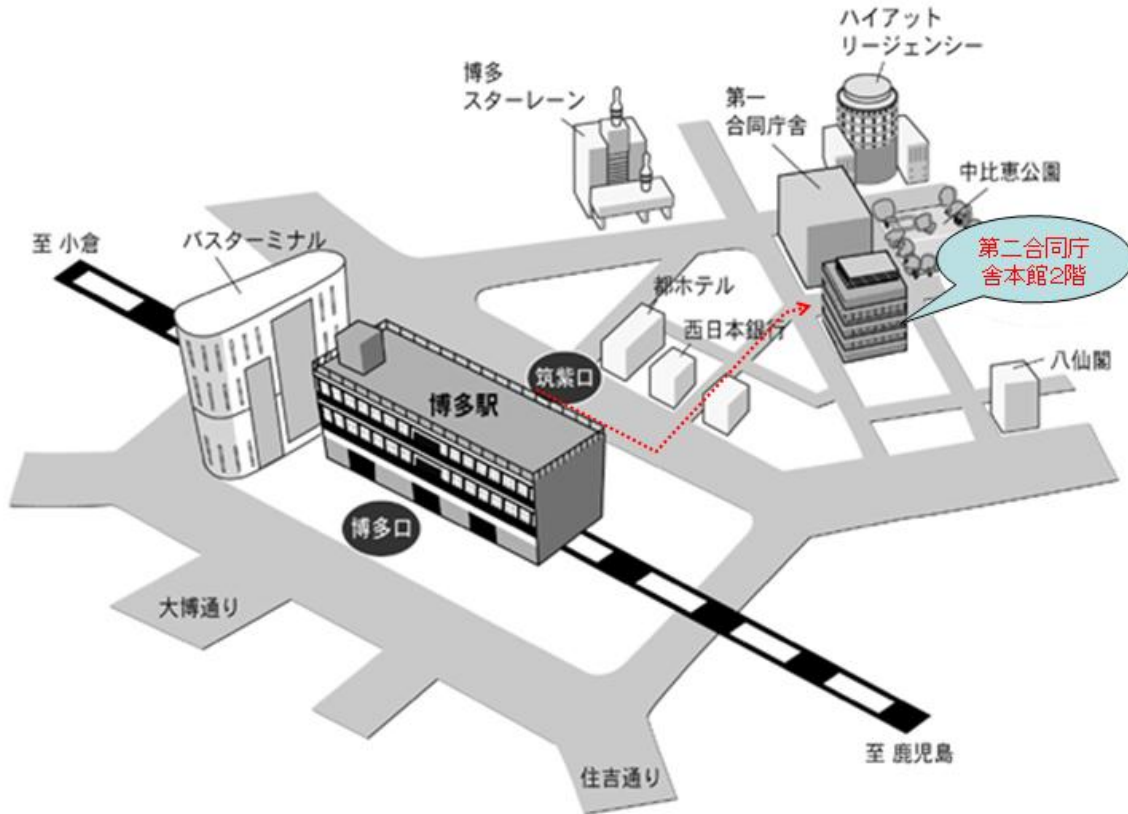 ハイアット
リージェンシー
博多
スターレーン
第一
合同庁舎
中比恵公園
至 小倉
バスターミナル
第二合同庁
舎本館2階
都ホテル
西日本銀行
筑紫口
八仙閣
博多駅
博多口
大博通り
至 鹿児島
住吉通り